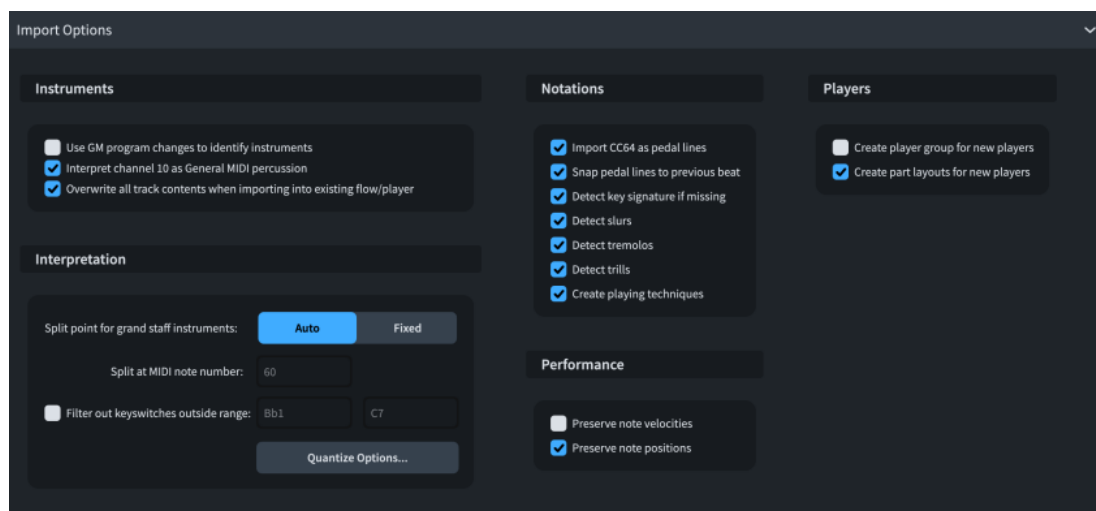 Import Options
Instruments
Use GM program changes to identify instruments
Interpret channel 10 as General MIDI percussion
Overwrite all track contents when importing into existing flow/player
Interpretation
Split point for grand staff instruments: Auto Fixed
Split at MIDI note number: 60
Filter out keyswitches outside range: Bb1 C7
Quantize Options...
Notations
Import CC64 as pedal lines
Snap pedal lines to previous beat
Detect key signature if missing
Detect slurs
Detect tremolos
Detect trills
Create playing techniques
Performance
Preserve note velocities
Preserve note positions
Players
Create player group for new players
Create part layouts for new players